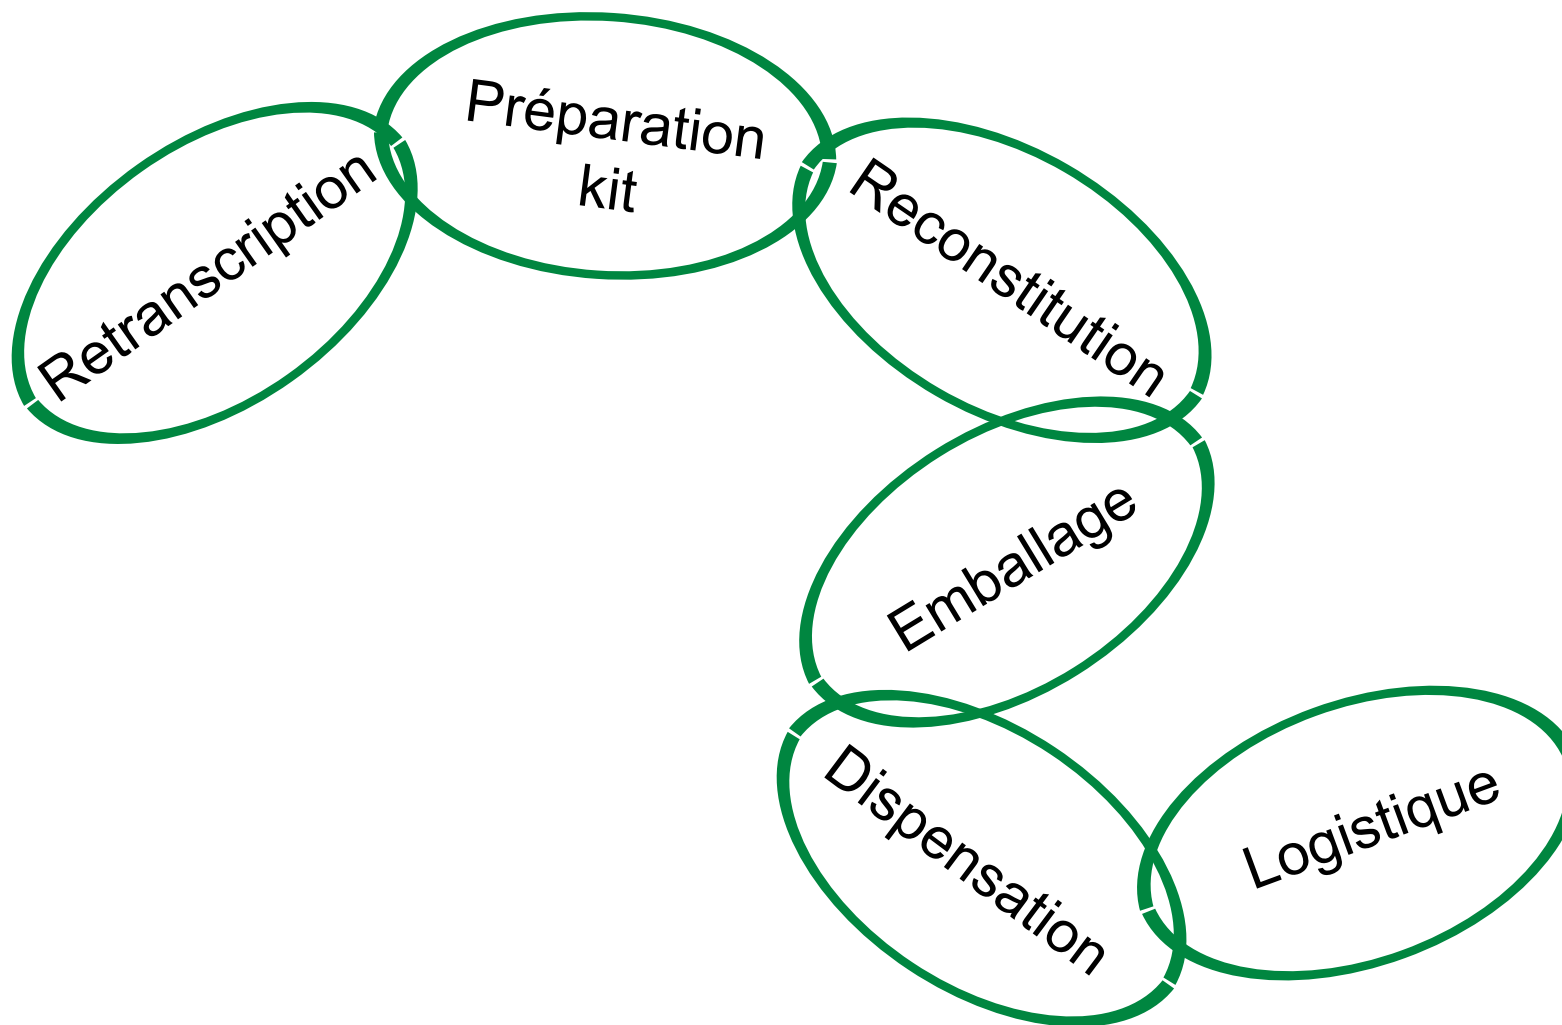 Retranscription
Préparation
kit
Reconstitution
Emballage
Dispensation
Logistique